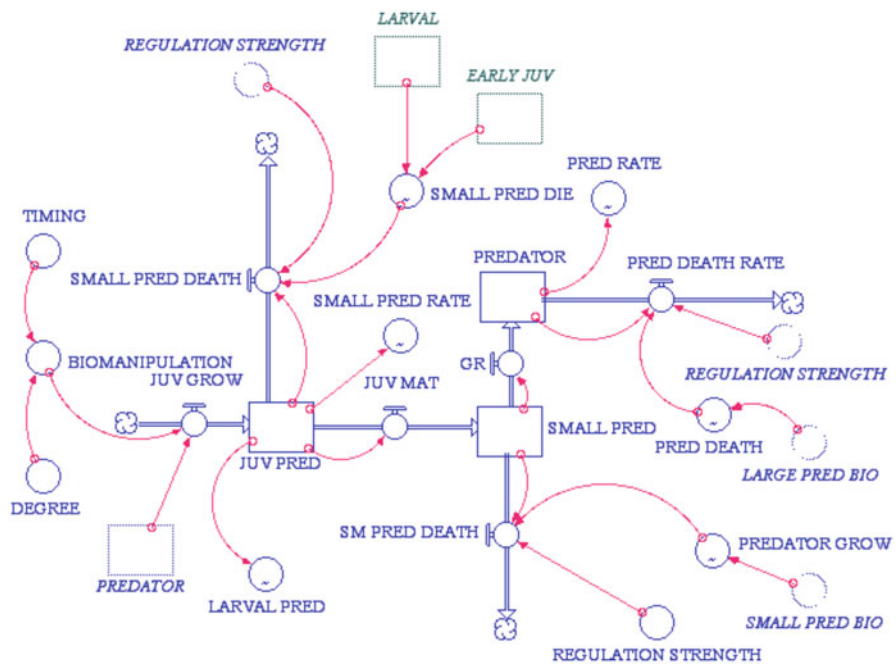 LARVAL
REGULATION STRENGTH
EARLY JUV
PRED RATE
SMALL PRED DIE
TIMING
PREDATOR
PRED DEATH RATE
SMALL PRED DEATH
SMALL PRED RATE
BIOMANIPULATION
JUV GROW
JUV MAT
GR
REGULATION STRENGTH
SMALL PRED
PRED DEATH
JUV PRED
LARGE PRED BIO
DEGREE
SM PRED DEATH
PREDATOR GROW
PREDATOR
LARVAL PRED
SMALL PRED BIO
REGULATION STRENGTH
~
~
~
~
~
~